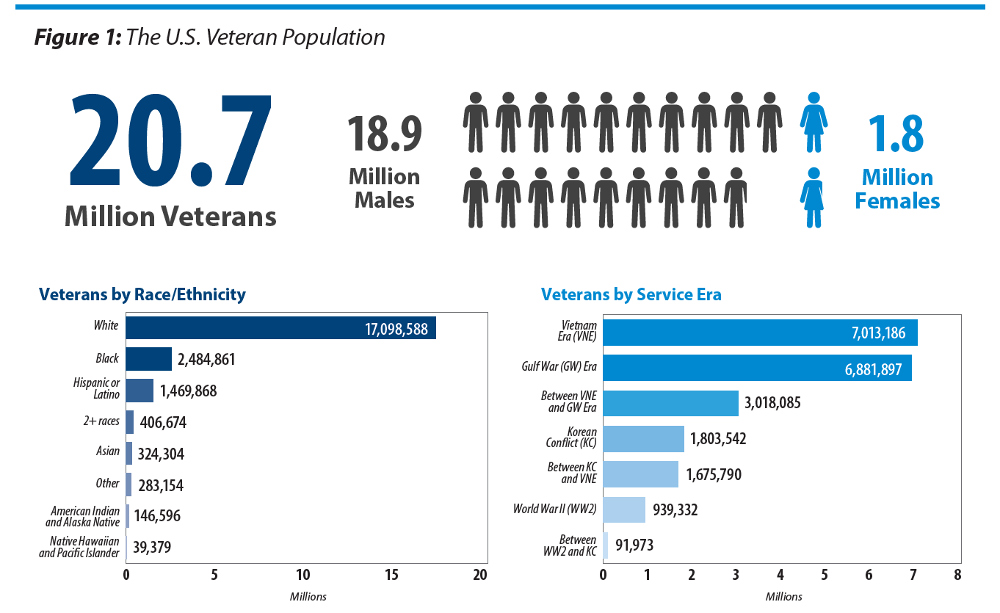 Figure 1: The U.S. Veteran Population
20.7
Million Veterans
18.9
Million
Males
1.8
Million
Females
Veterans by Race/Ethnicity
White
17,098,588
Black
2,484,861
Hispanic or
Latino
1,469,868
2+ races
406,674
Asian
324,304
Other
283,154
American Indian
and Alaska Native
146,596
Native Hawaiian
and Pacific Islander
39,379
0 5 10 15 20
Millions
Veterans by Service Era
Vietnam
Era (VNE)
7,013,186
Gulf War (GW) Era
6,881,897
Between VNE
and GW Era
3,018,085
Korean
Conflict (KC)
1,803,542
Between KC
and VNE
1,675,790
World War II (WW2)
939,332
Between
WW2 and KC
91,973
0 1 2 3 4 5 6 7 8
Millions